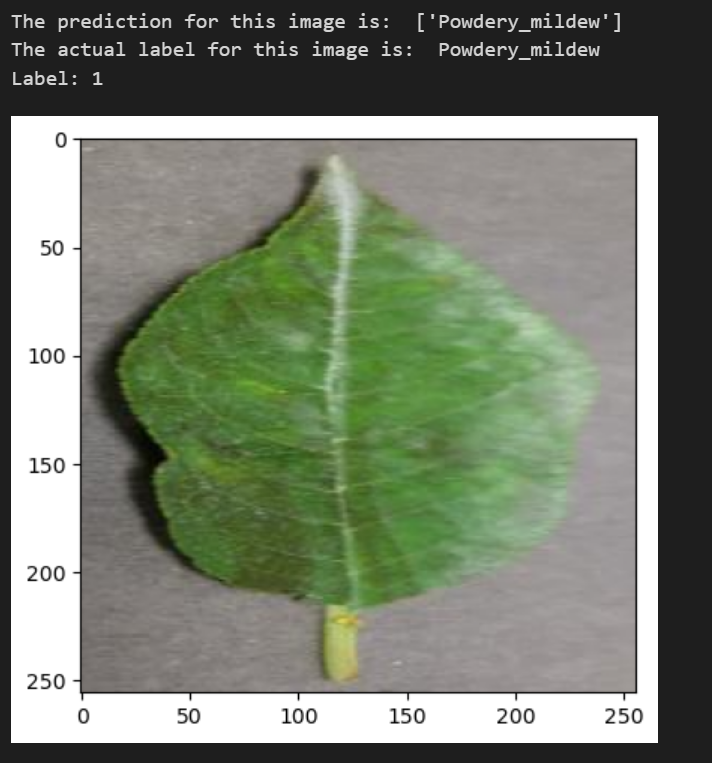 The prediction for this image is:  ['Powdery_mildew']
The actual label for this image is:  Powdery_mildew
Label: 1
0
50
100
150
200
250
0 50 100 150 200 250